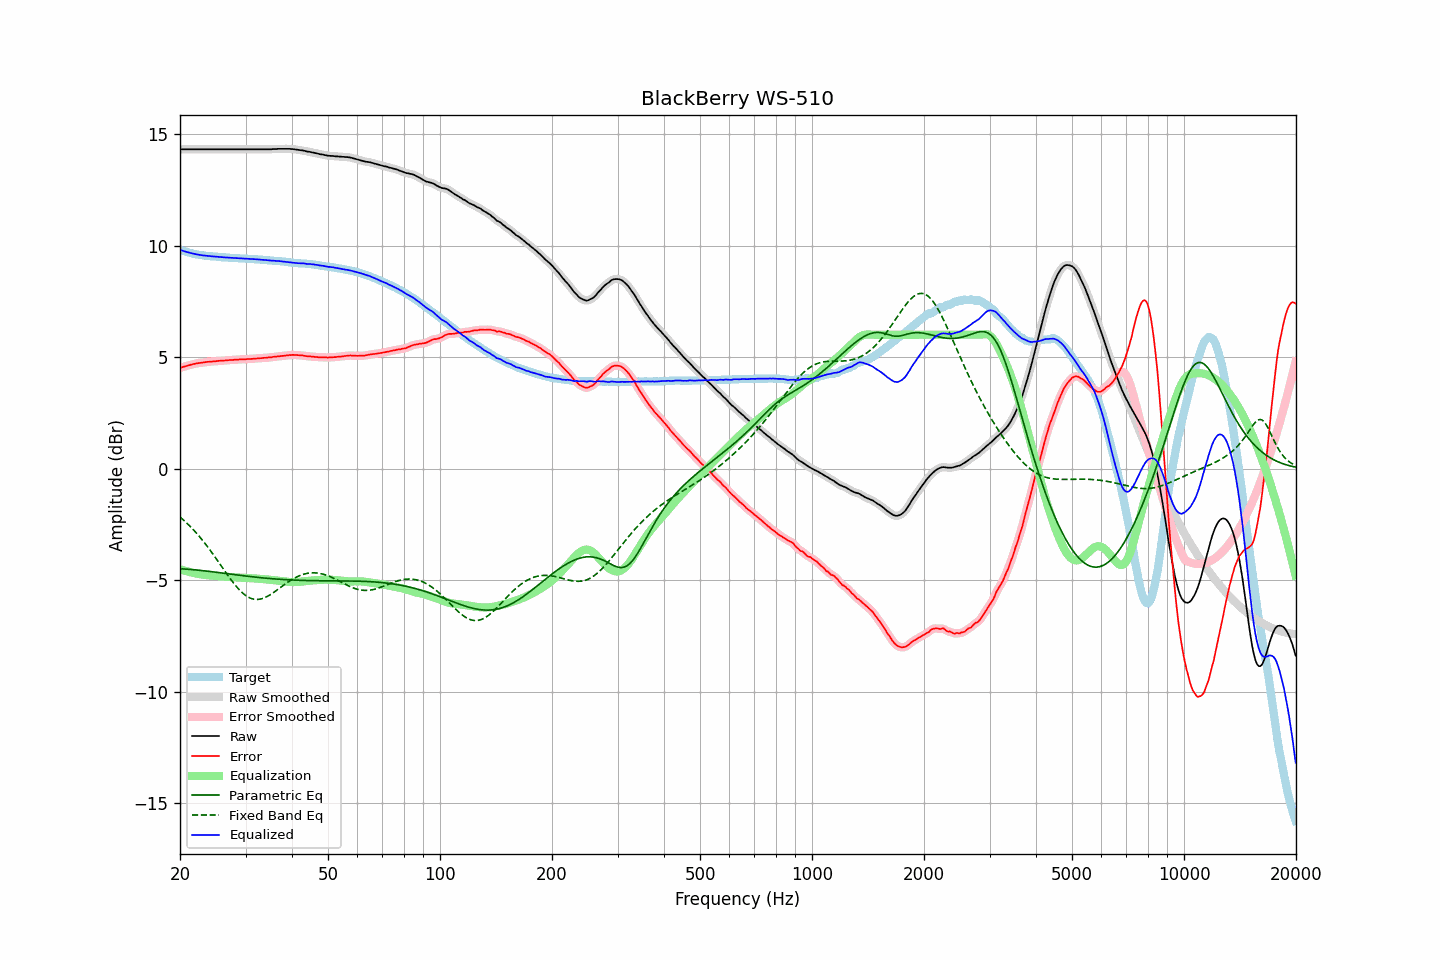 BlackBerry WS-510
Amplitude (dBr)
15
10
5
0
−5
−10
−15
Target
Raw Smoothed
Error Smoothed
Raw
Error
Equalization
Parametric Eq
Fixed Band Eq
Equalized
20 50 100 200 500 1000 2000 5000 10000 20000
Frequency (Hz)